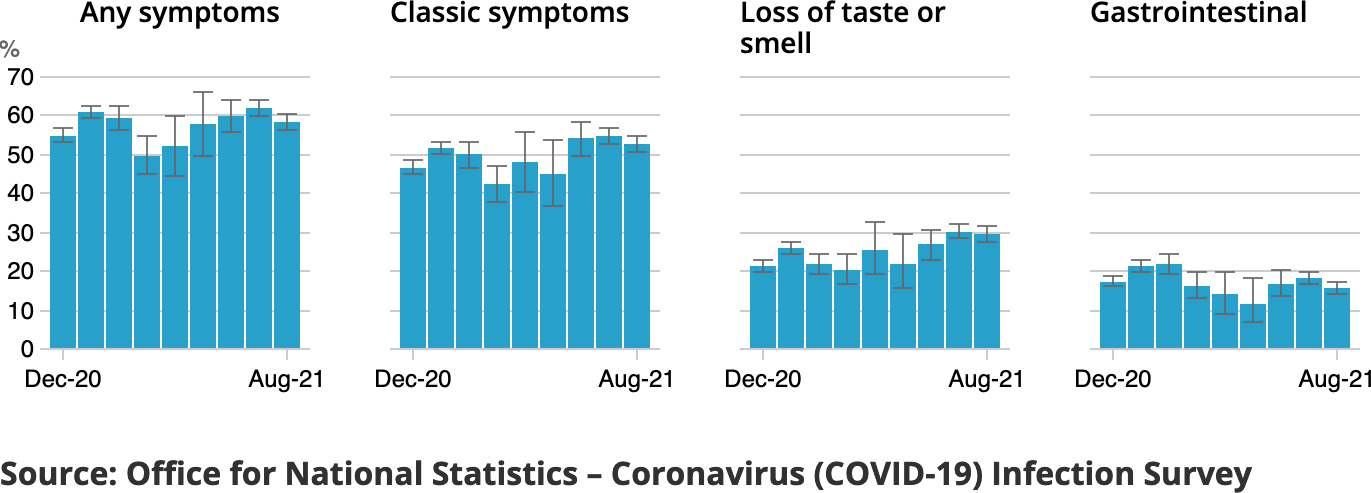 Any symptoms
Classic symptoms
Loss of taste or
smell
Gastrointestinal
%
70
60
50
40
30
20
10
0
Dec-20
Aug-21
Dec-20
Aug-21
Dec-20
Aug-21
Dec-20
Aug-21
Source: Office for National Statistics – Coronavirus (COVID-19) Infection Survey